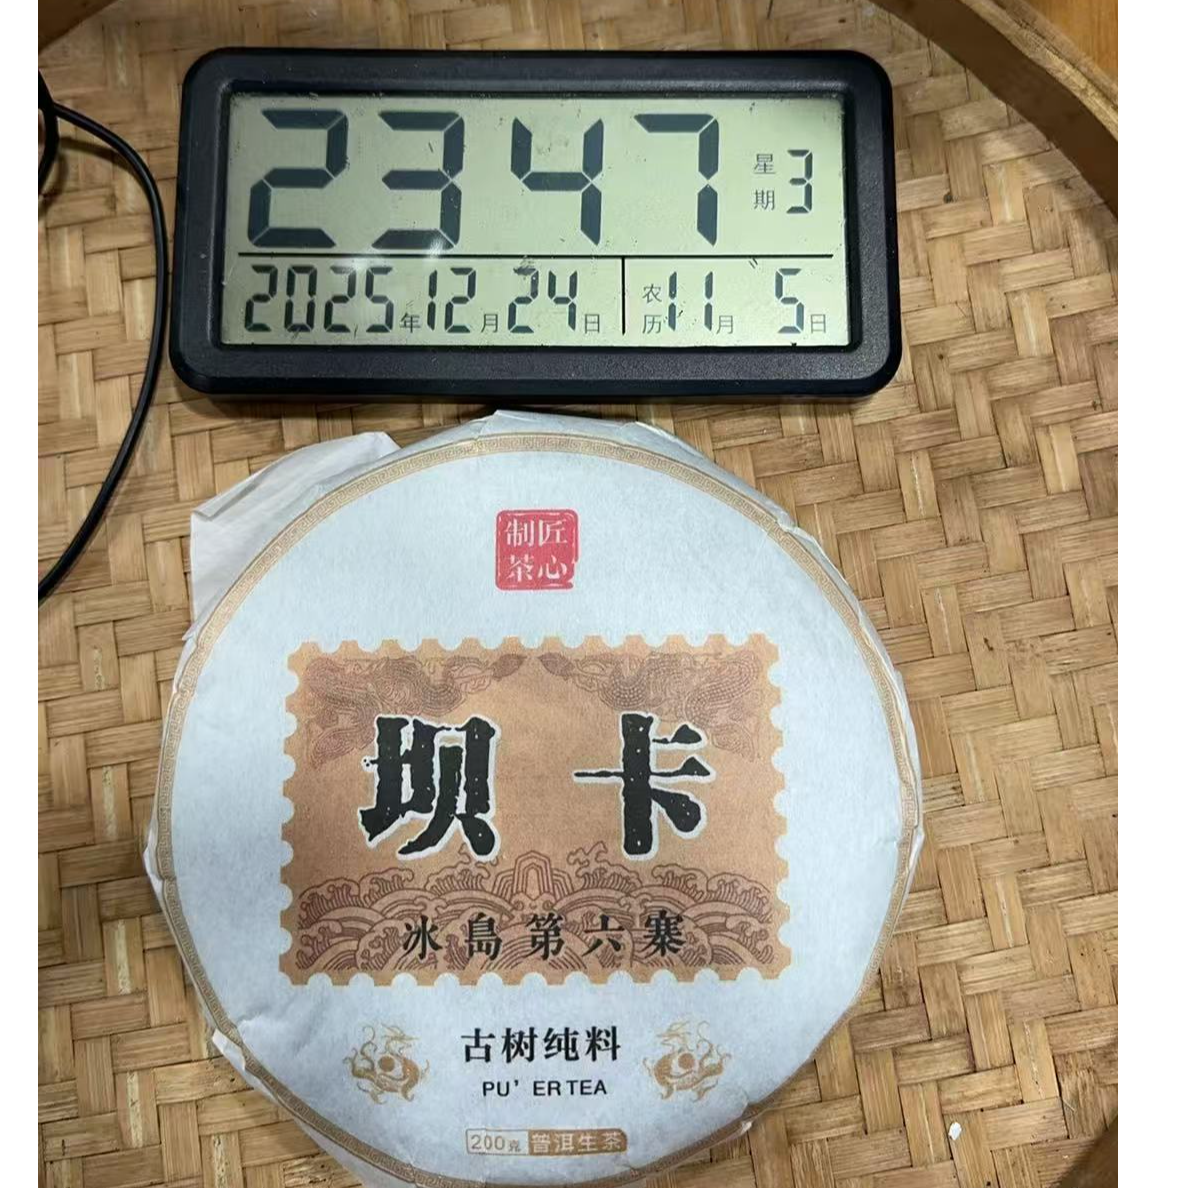 23 47 星期3
2025年12月24日 农历11月5日
制匠
茶心
坝卡
冰島第六寨
古树纯料
PU' ER TEA
200克 普洱生茶